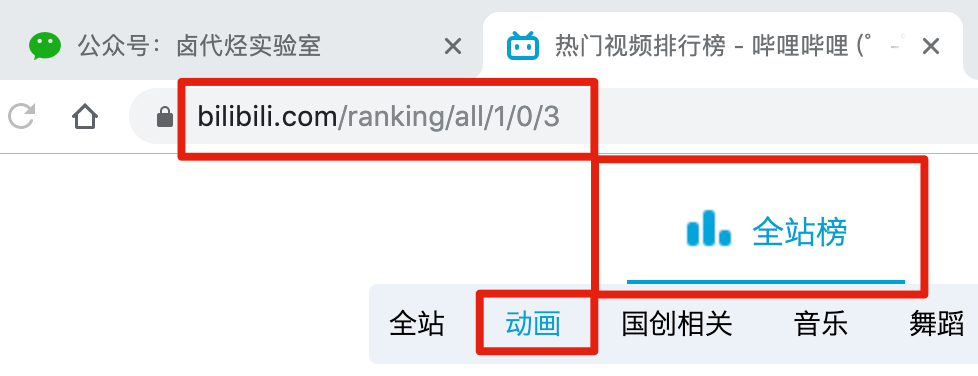 公众号：卤代烃实验室 热门视频排行榜 - 哔哩哔哩 (゜-゜
bilibili.com/ranking/all/1/0/3
全站榜
全站 动画 国创相关 音乐 舞蹈